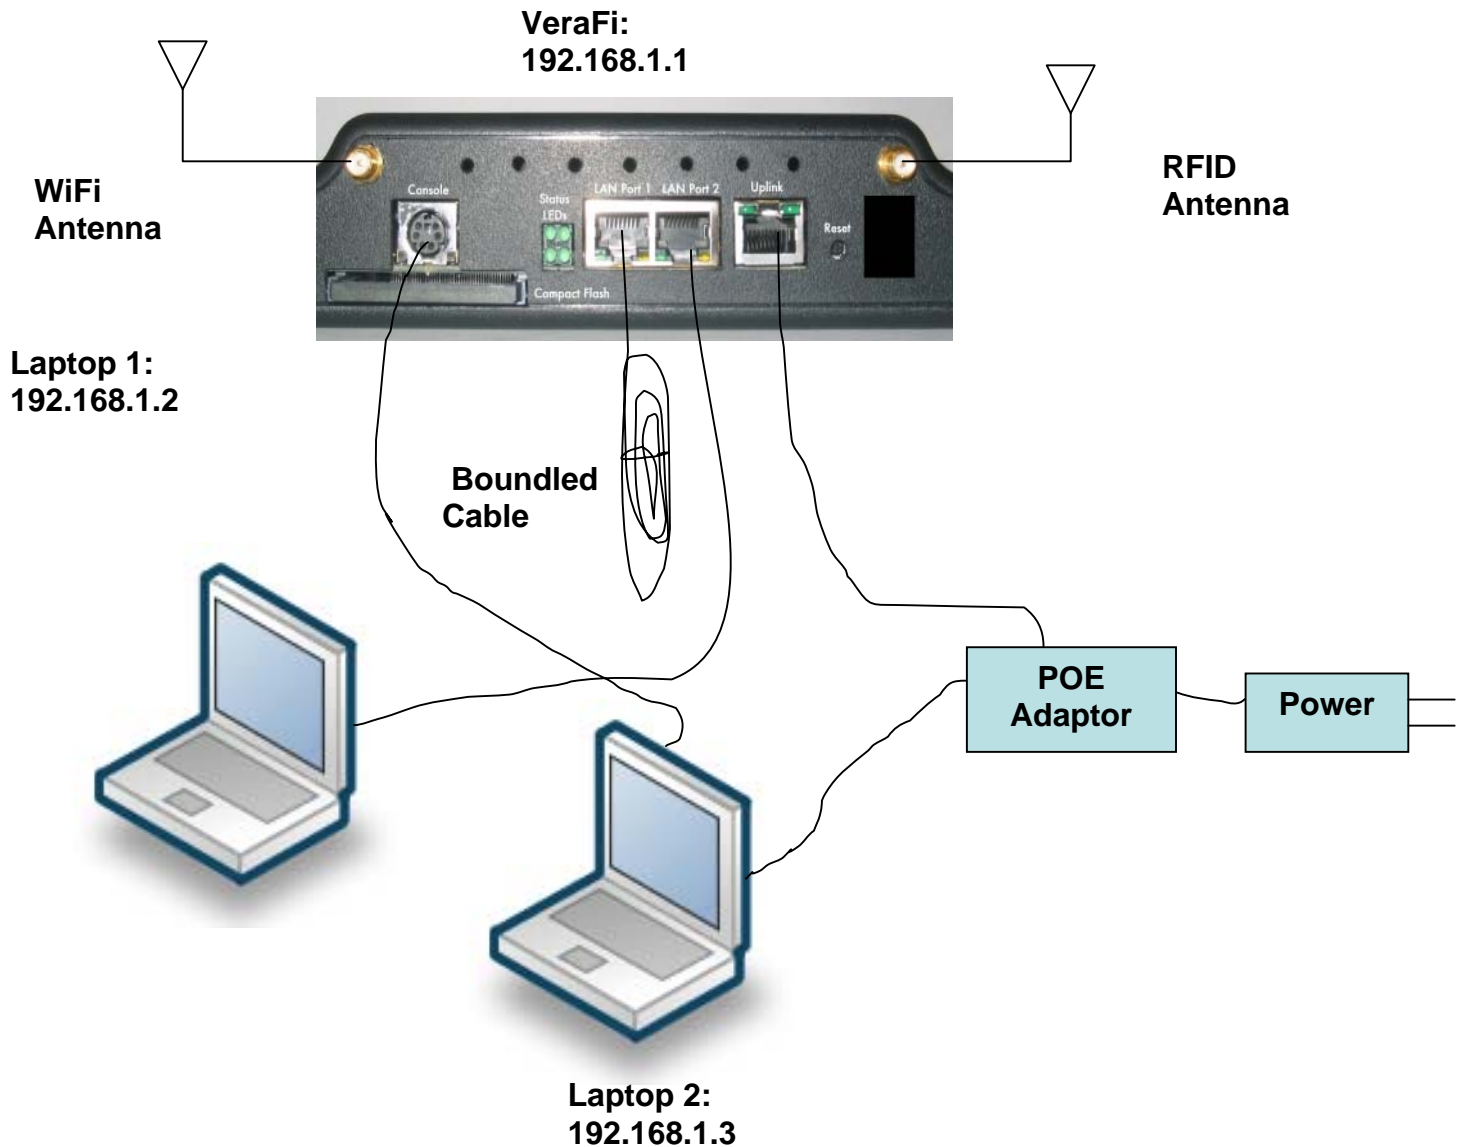 VeraFi:
192.168.1.1
WiFi
Antenna
RFID
Antenna
Console
Status
LEDs
LAN Port 1
LAN Port 2
Uplink
Reset
Compact Flash
Laptop 1:
192.168.1.2
Boundled
Cable
POE
Adaptor
Power
Laptop 2:
192.168.1.3